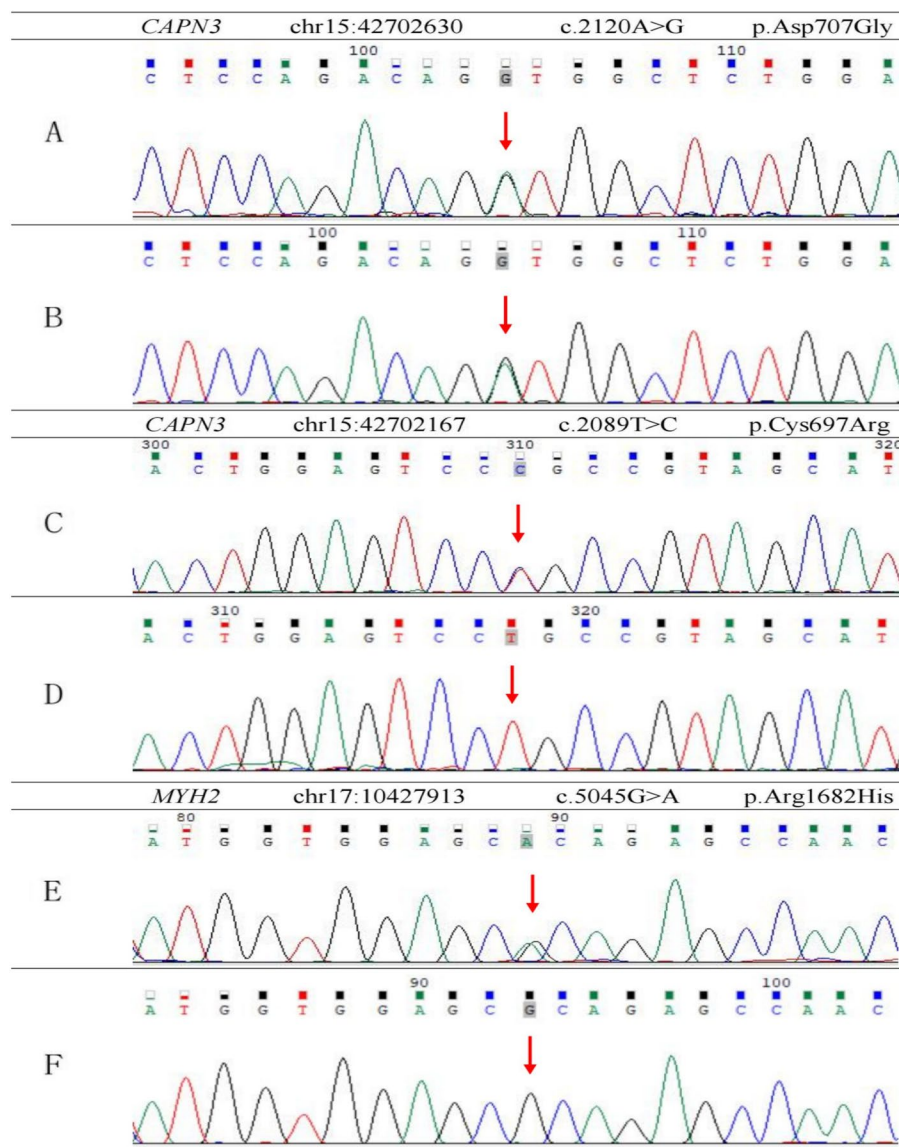 CAPN3 chr15:42702630 c.2120A>G p.Asp707Gly
100 110
C T C C A G A C A G G T G G C T C T G G A
A
100 110
C T C C A G A C A G G T G G C T C T G G A
B
CAPN3 chr15:42702167 c.2089T>C p.Cys697Arg
300 310 320
A C T G G A G T C C C G C C G T A G C A T
C
310 320
A C T G G A G T C C T G C C G T A G C A T
D
MYH2 chr17:10427913 c.5045G>A p.Arg1682His
80 90
A T G G T G G A G C A C A G A G C C A A C
E
90 100
A T G G T G G A G C G C A G A G C C A A C
F